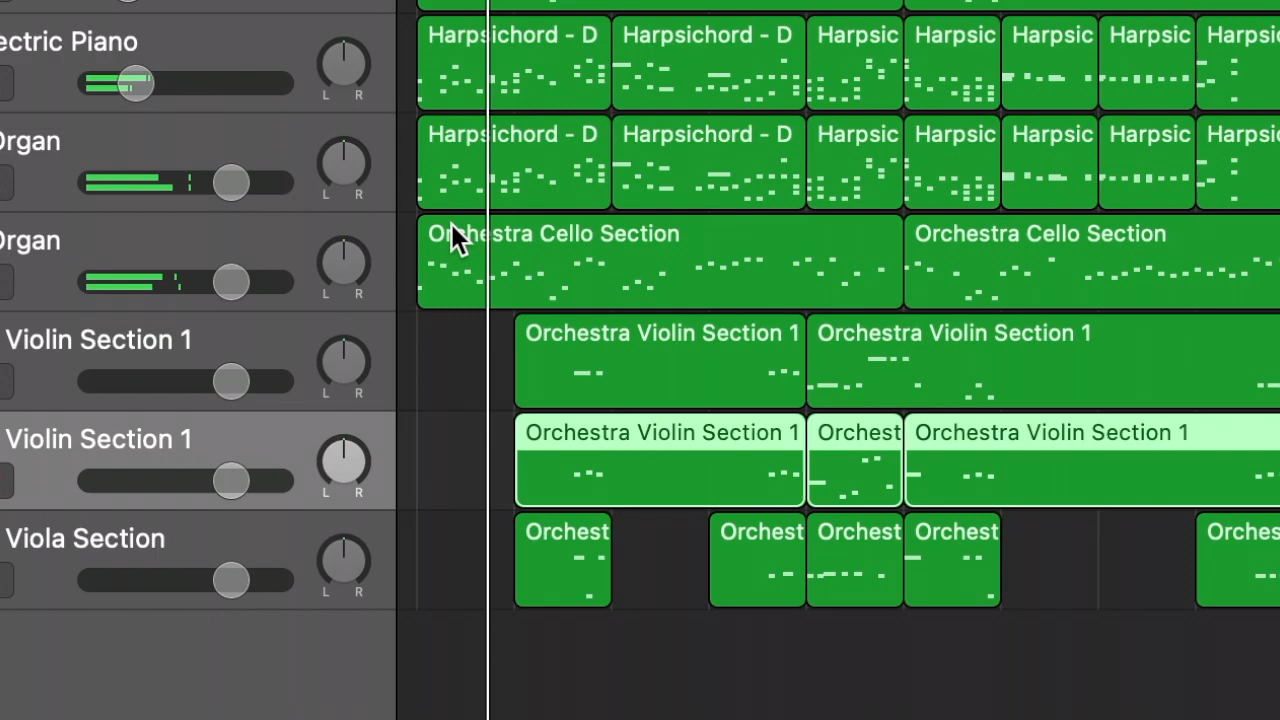 ectric Piano
L R
Harpsichord - D Harpsichord - D Harpsic Harpsic Harpsic Harpsic Harpsic
Organ
L R
Harpsichord - D Harpsichord - D Harpsic Harpsic Harpsic Harpsic Harpsic
Organ
L R
Orchestra Cello Section Orchestra Cello Section
Violin Section 1
L R
Orchestra Violin Section 1 Orchestra Violin Section 1
Violin Section 1
L R
Orchestra Violin Section 1 Orchest Orchestra Violin Section 1
Viola Section
L R
Orchest Orchest Orchest Orchest Orches